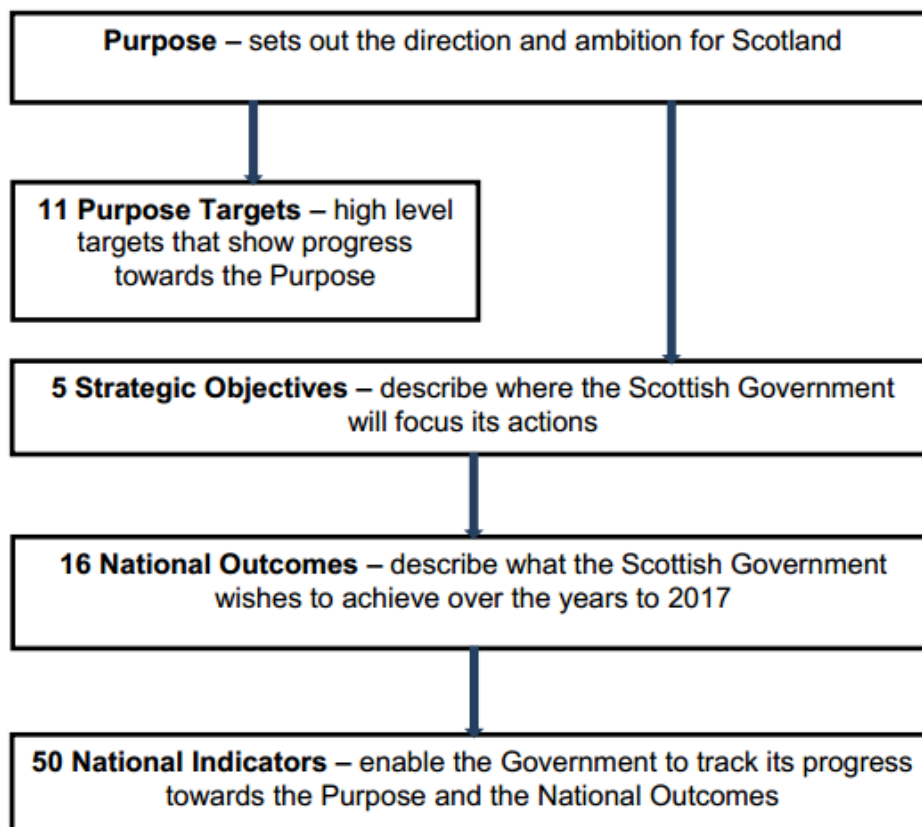 Purpose – sets out the direction and ambition for Scotland
11 Purpose Targets – high level
targets that show progress
towards the Purpose
5 Strategic Objectives – describe where the Scottish Government
will focus its actions
16 National Outcomes – describe what the Scottish Government
wishes to achieve over the years to 2017
50 National Indicators – enable the Government to track its progress
towards the Purpose and the National Outcomes